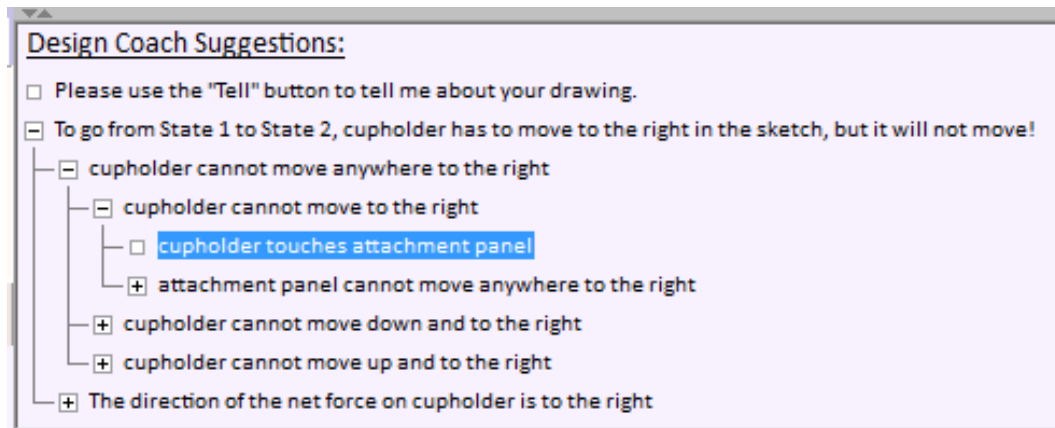 Design Coach Suggestions:
Please use the "Tell" button to tell me about your drawing.
To go from State 1 to State 2, cupholder has to move to the right in the sketch, but it will not move!
cupholder cannot move anywhere to the right
cupholder cannot move to the right
cupholder touches attachment panel
attachment panel cannot move anywhere to the right
cupholder cannot move down and to the right
cupholder cannot move up and to the right
The direction of the net force on cupholder is to the right